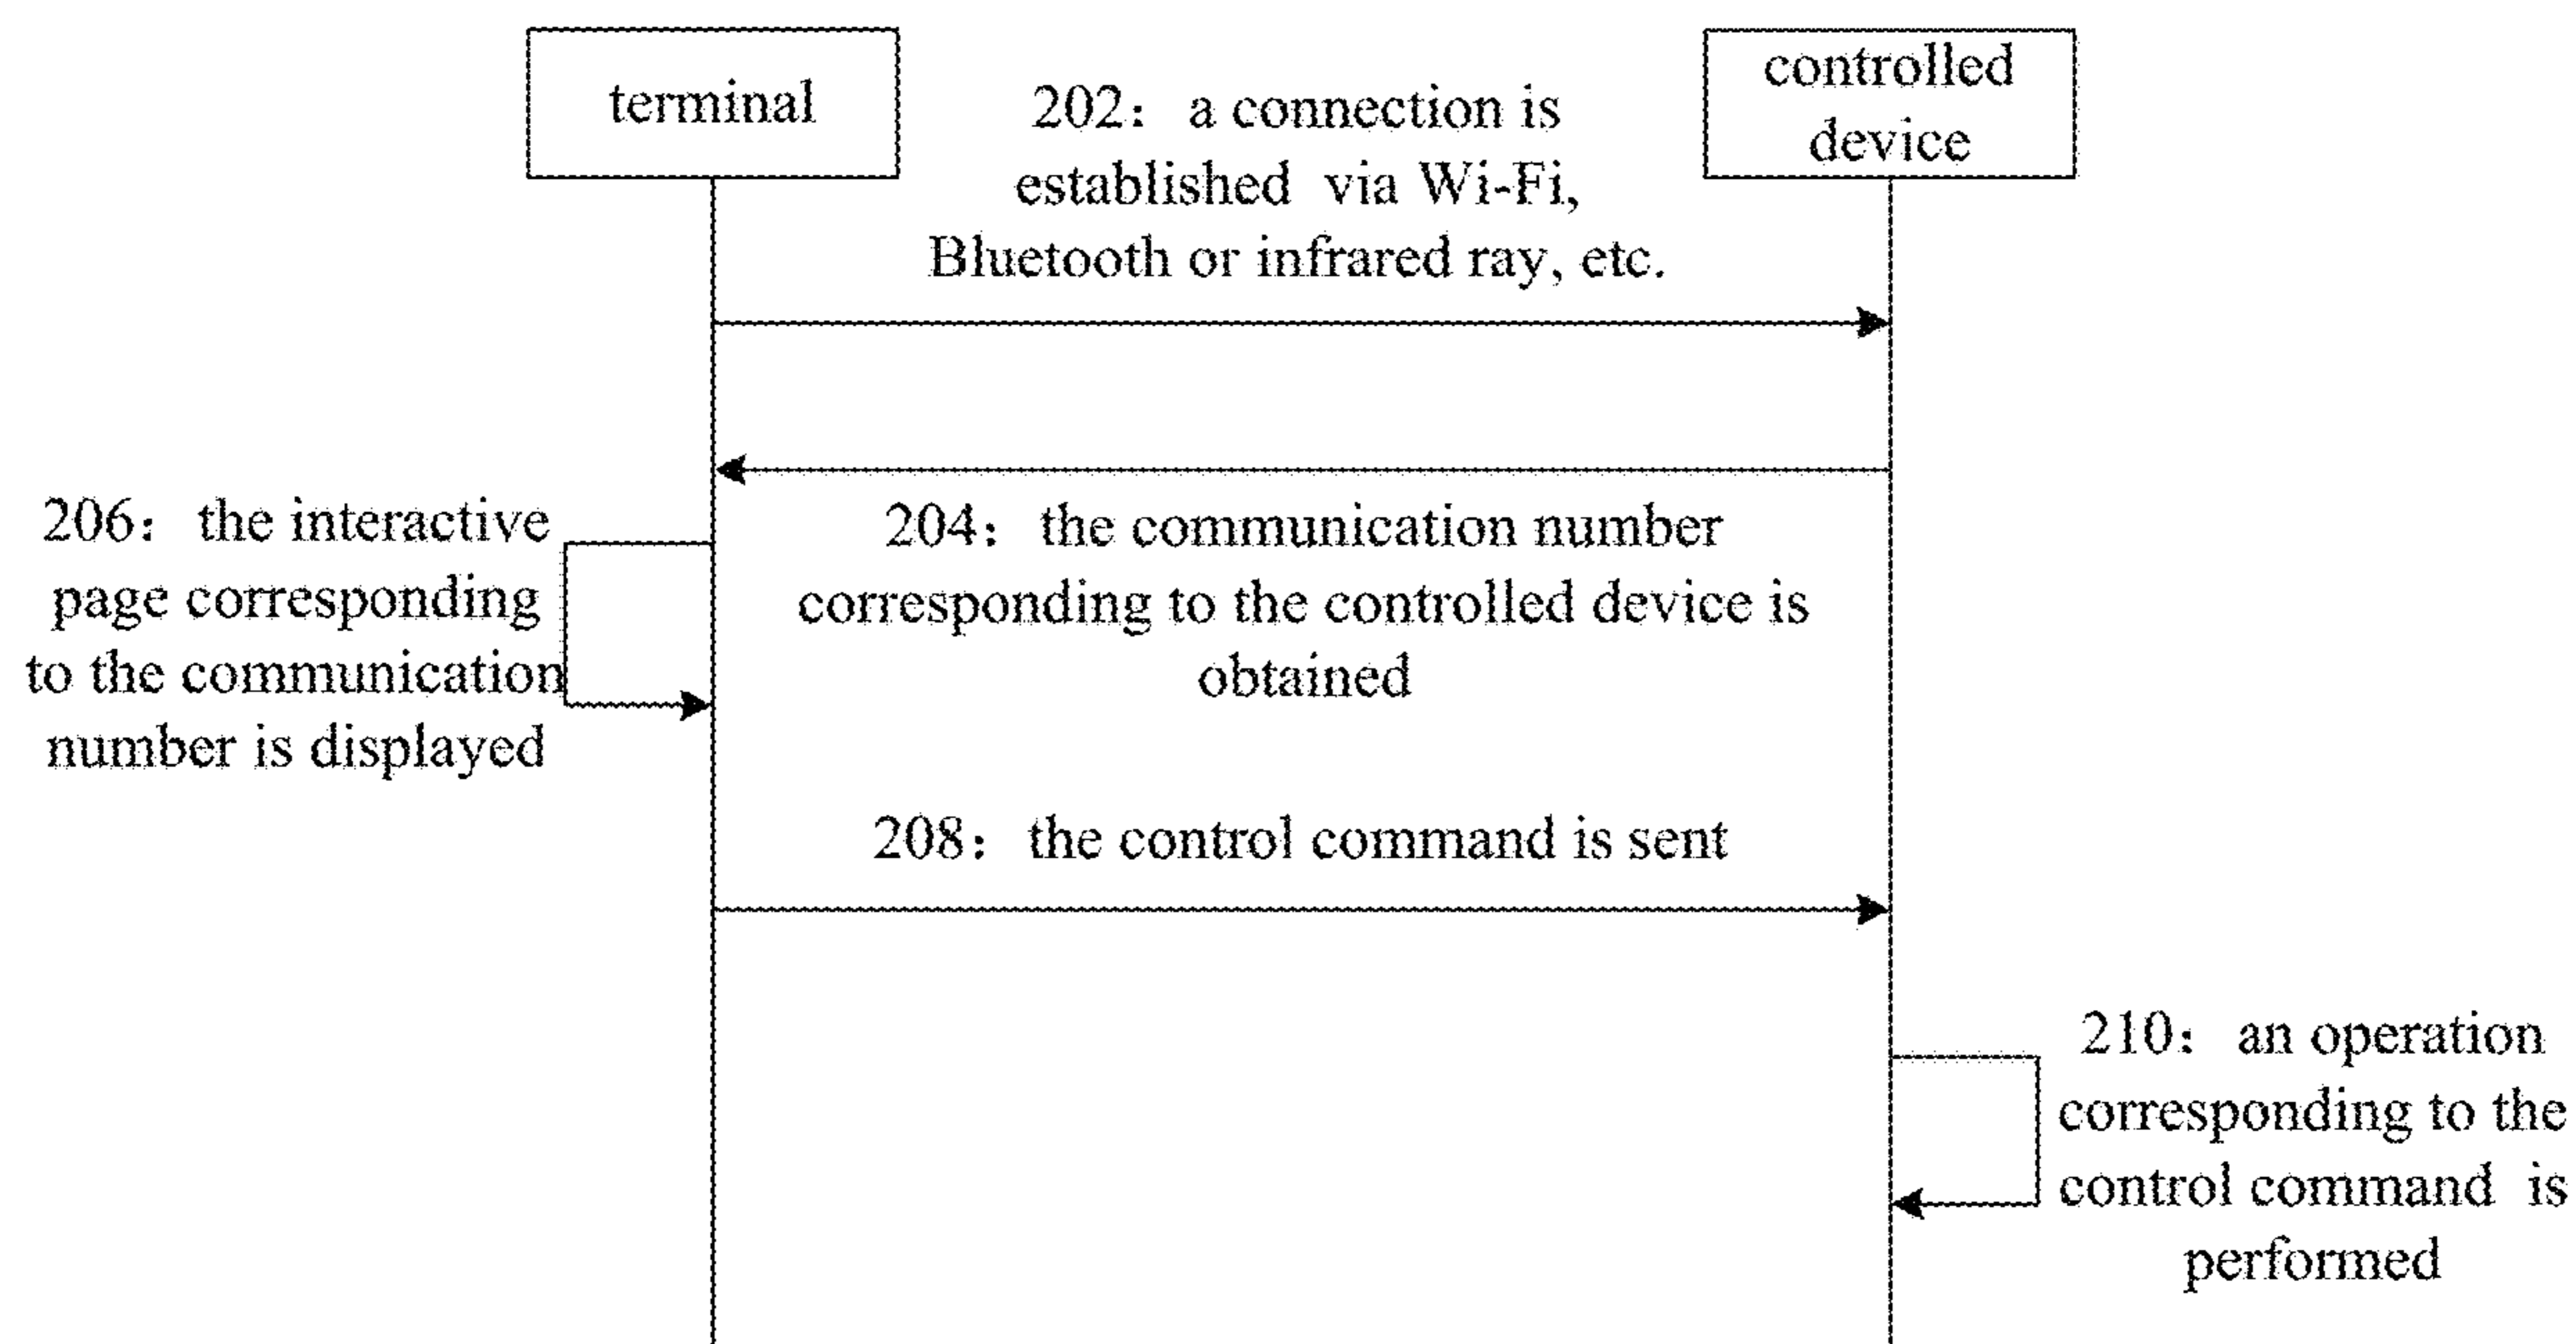 terminal
controlled
device
202: a connection is
established via Wi-Fi,
Bluetooth or infrared ray, etc.
204: the communication number
corresponding to the controlled device is
obtained
206: the interactive
page corresponding
to the communication
number is displayed
208: the control command is sent
210: an operation
corresponding to the
control command is
performed